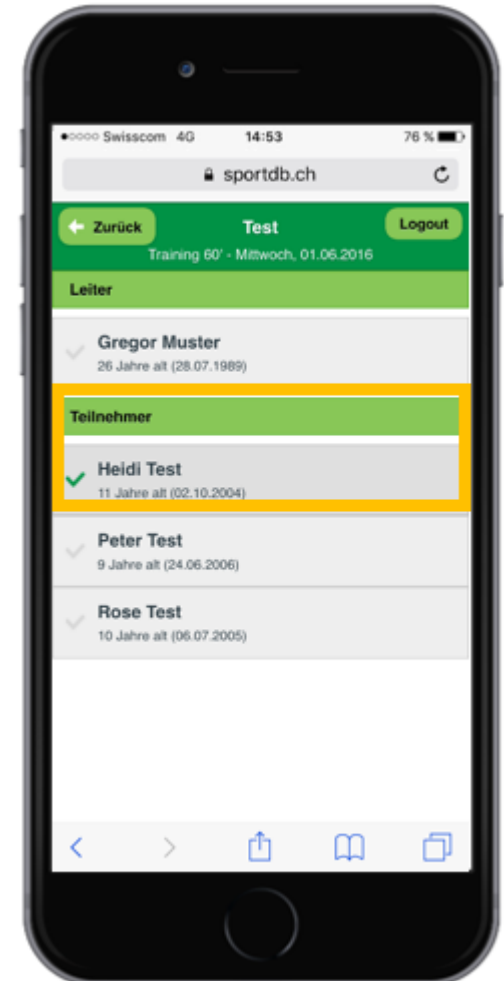 Swisscom 4G 14:53 76 %
sportdb.ch
Zurück Test Logout
Training 60' - Mittwoch, 01.06.2016
Leiter
Gregor Muster
26 Jahre alt (28.07.1989)
Teilnehmer
Heidi Test
11 Jahre alt (02.10.2004)
Peter Test
9 Jahre alt (24.06.2006)
Rose Test
10 Jahre alt (06.07.2005)